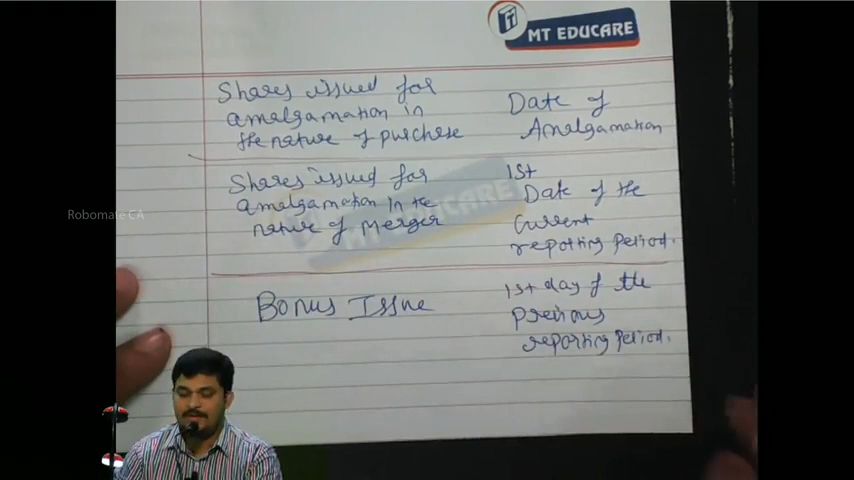 MT EDUCARE
Shares issued for
amalgamation in
the nature of purchase
Date of
Amalgamation
Shares issued for
amalgamation in the
nature of Merger
1st
Date of the
current
reporting period.
Bonus Issue
1st day of the
previous
reporting period.
MT EDUCARE
Robomate CA